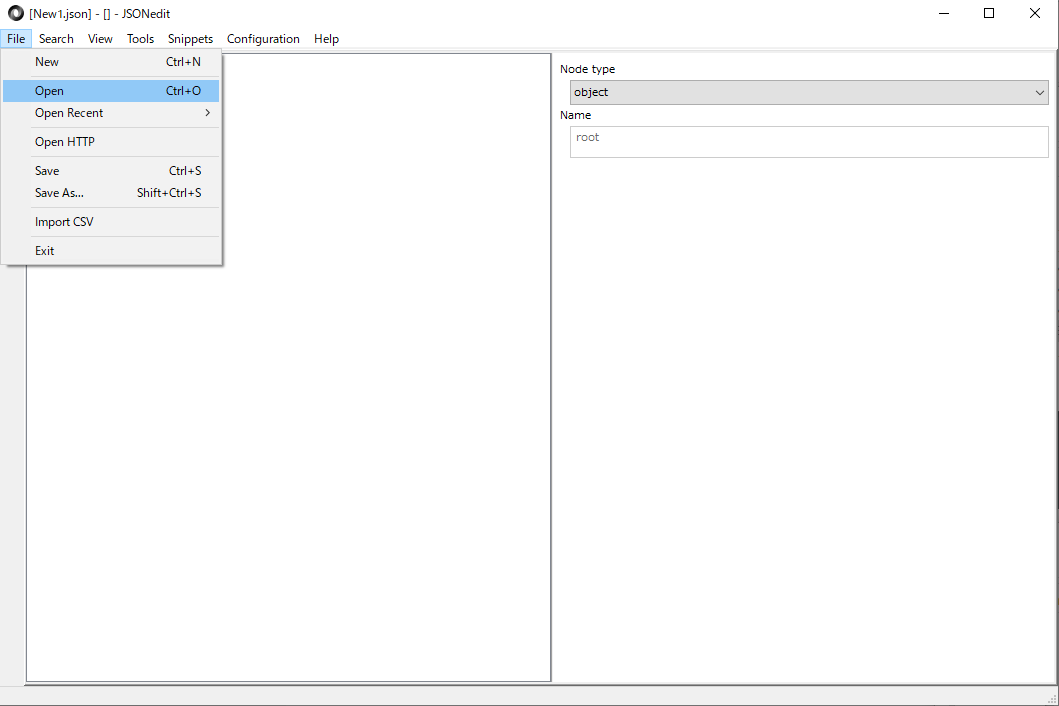 [New1.json] - [] - JSONedit
File Search View Tools Snippets Configuration Help
New Ctrl+N
Open Ctrl+O
Open Recent
Open HTTP
Save Ctrl+S
Save As... Shift+Ctrl+S
Import CSV
Exit
Node type
object
Name
root